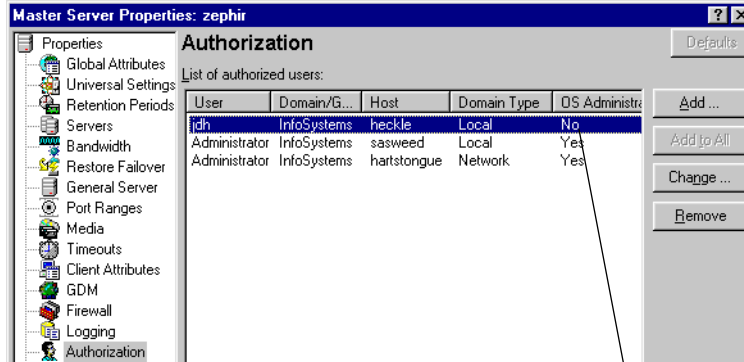 Master Server Properties: zephir
Properties
Global Attributes
Universal Settings
Retention Periods
Servers
Bandwidth
Restore Failover
General Server
Port Ranges
Media
Timeouts
Client Attributes
GDM
Firewall
Logging
Authorization
Authorization
Defaults
List of authorized users:
User Domain/G... Host Domain Type OS Administra
jdh InfoSystems heckle Local No
Administrator InfoSystems sasweed Local Yes
Administrator InfoSystems hartstongue Network Yes
Add ...
Add to All
Change ...
Remove